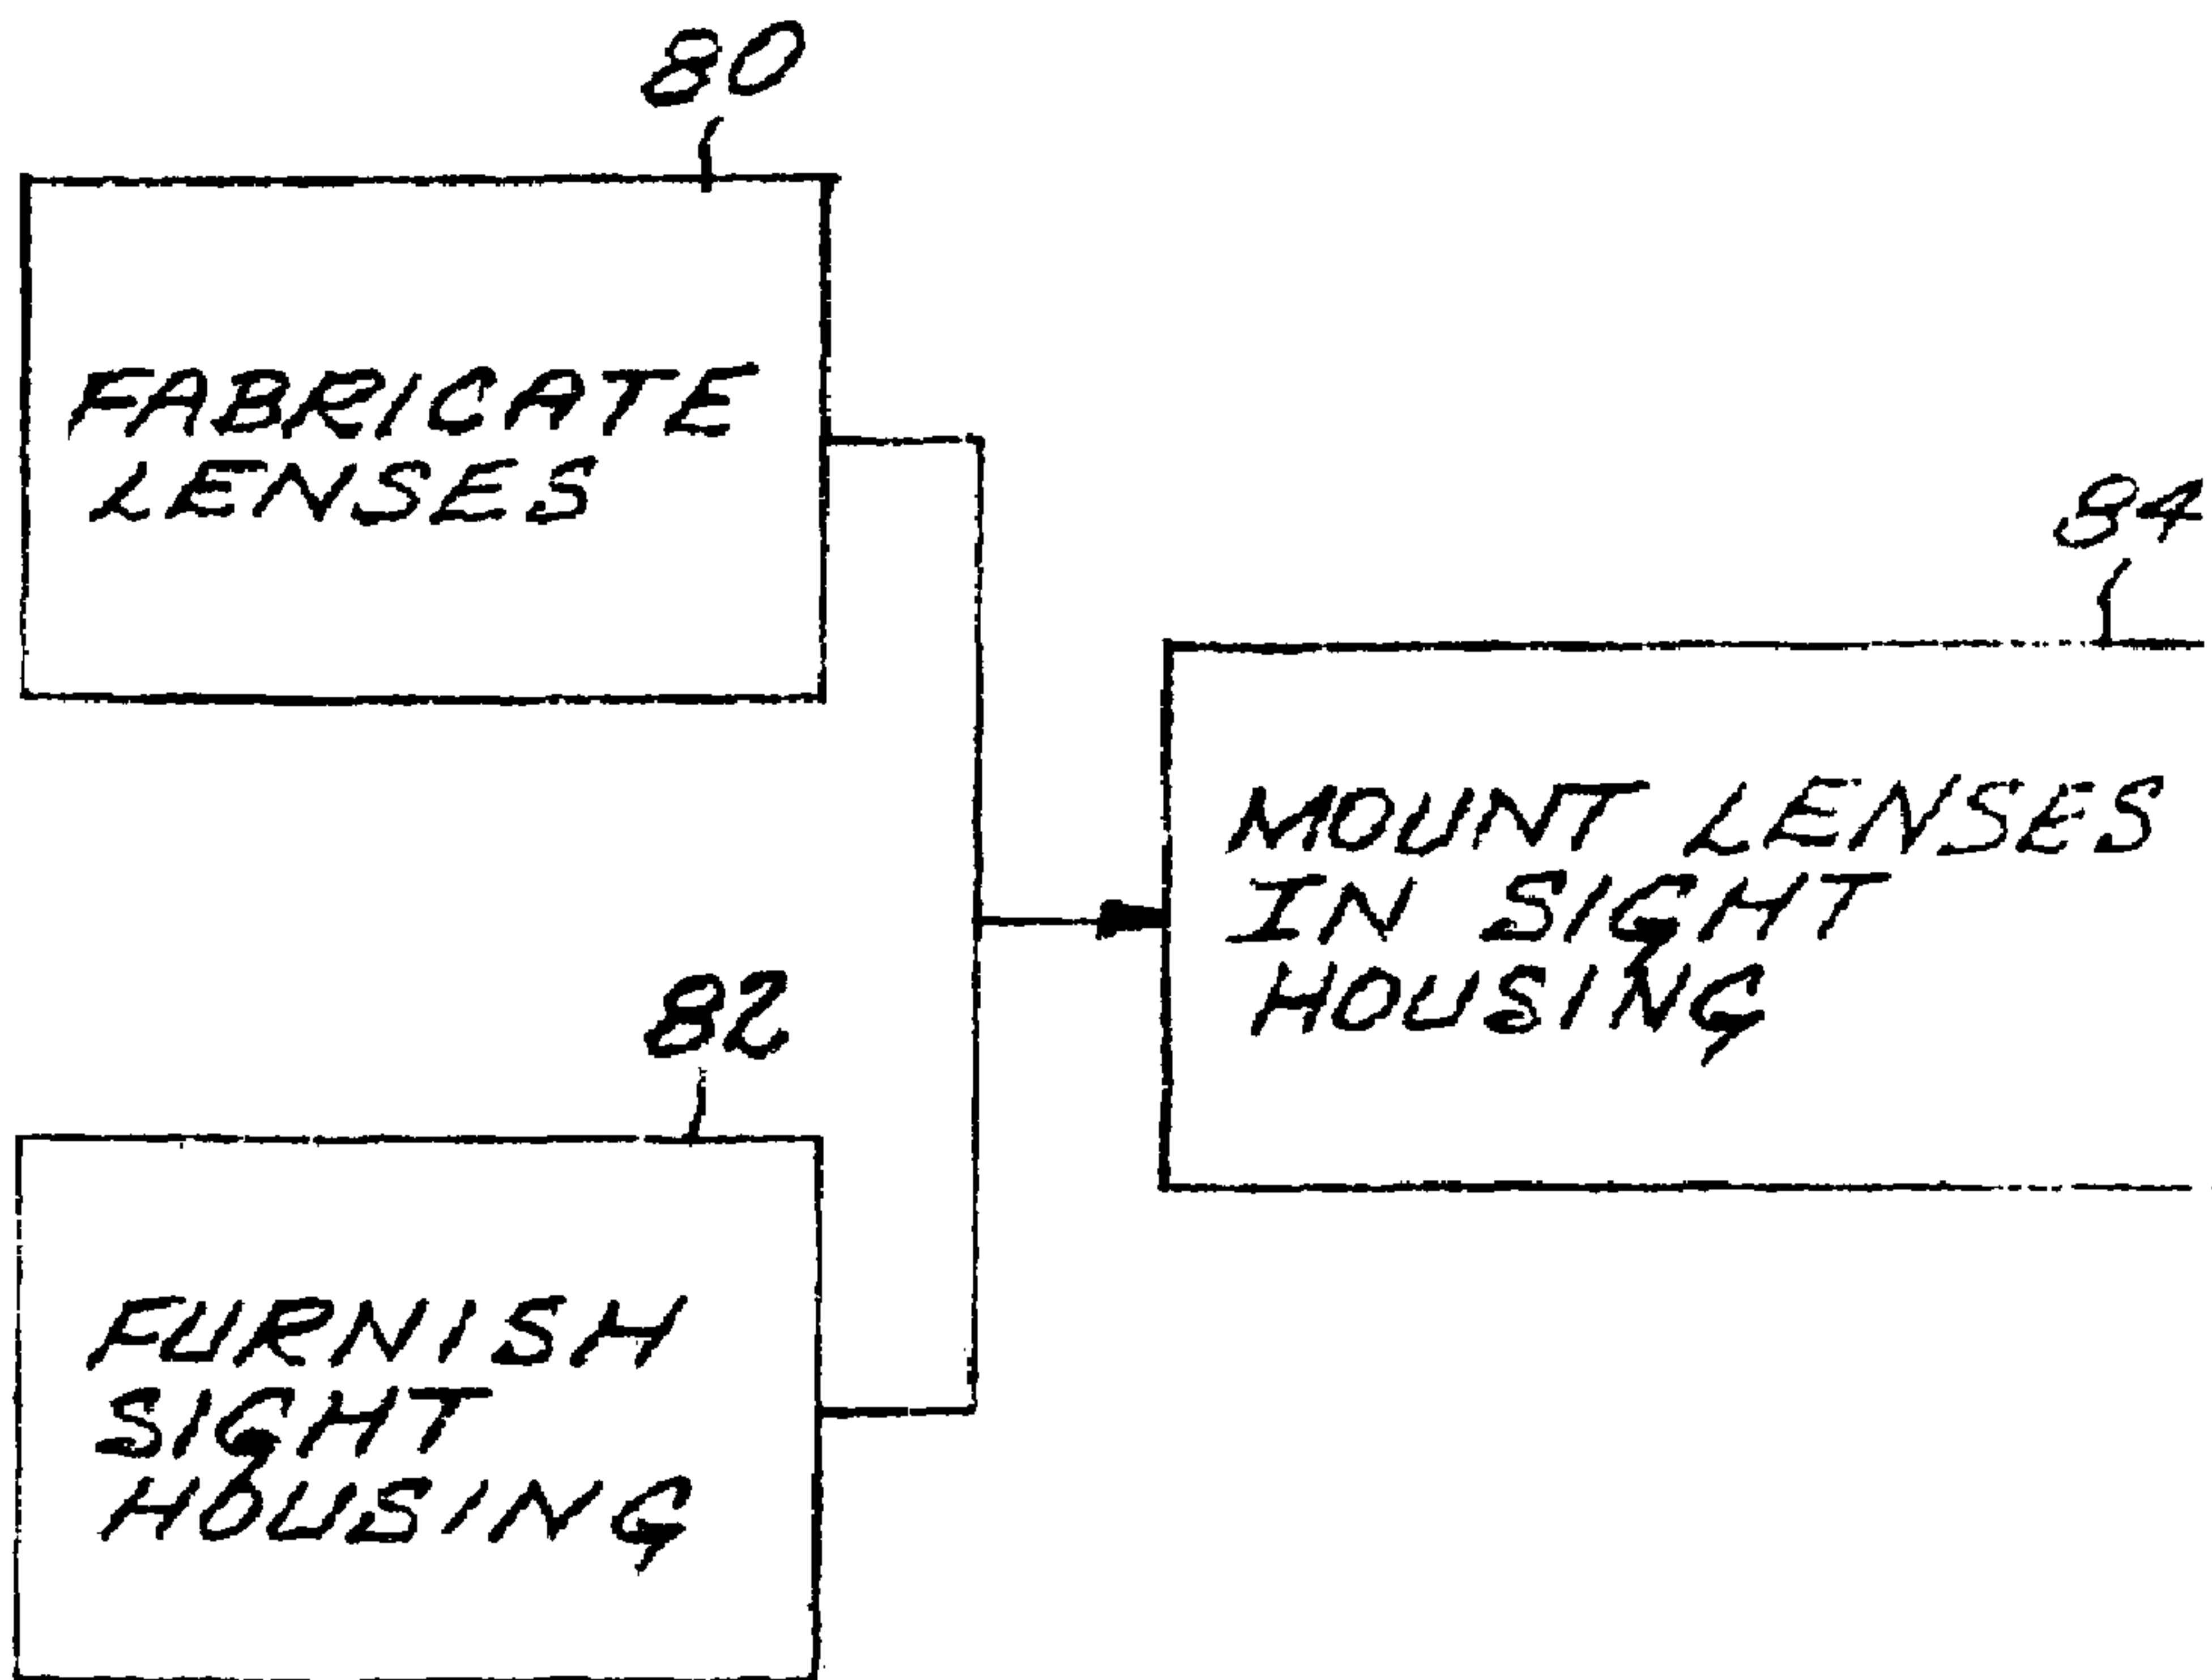 80
FABRICATE
LENSES
84
MOUNT LENSES
IN SIGHT
HOUSING
82
FURNISH
SIGHT
HOUSING